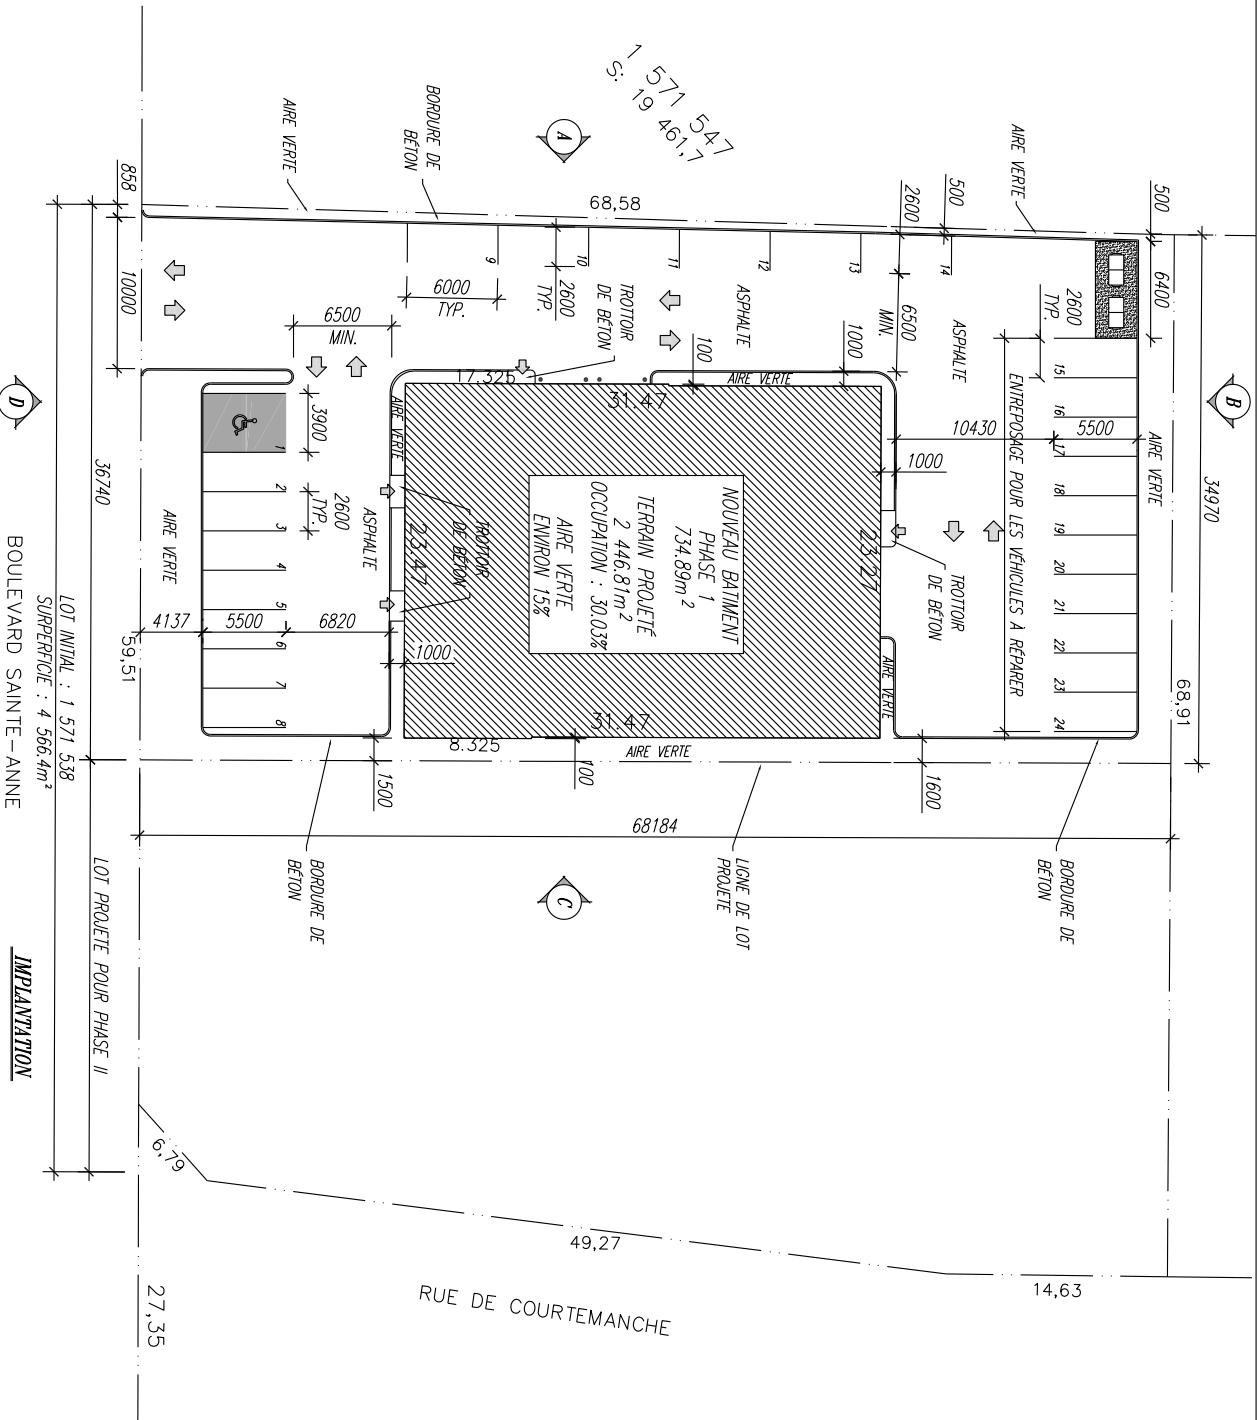 1 571 547
S: 19 461,7
AIRE VERTE
BORDURE DE
BÉTON
A
AIRE VERTE
858
10000
68,58
500
2600
500
6400
34970
9
10
11
12
13
14
6000
TYP.
2600
TYP.
TROTTOIR
DE BÉTON
ASPHALTE
6500
MIN.
ASPHALTE
2600
TYP.
6500
MIN.
100
1000
17.325
31.47
AIRE VERTE
ENTREPOSAGE POUR LES VÉHICULES À RÉPARER
15
16
17
18
19
20
21
22
23
24
10430
5500
1000
AIRE VERTE
B
D
36740
3900
1
2
3
4
5
6
7
8
2600
TYP.
ASPHALTE
AIRE VERTE
AIRE VERTE
TROTTOIR
DE BÉTON
23.47
NOUVEAU BATIMENT
PHASE 1
734.89m²
TERRAIN PROJETÉ
2 446.81m²
OCCUPATION : 30.03%
AIRE VERTE
ENVIRON 15%
23.27
TROTTOIR
DE BÉTON
AIRE VERTE
4137
5500
6820
1000
59,51
68,91
31.47
8.325
AIRE VERTE
1500
100
1600
68184
BORDURE DE
BÉTON
C
LIGNE DE LOT
PROJETÉ
BORDURE DE
BÉTON
LOT INITIAL : 1 571 538
SURPERFICIE : 4 566.4m²
BOULEVARD SAINTE-ANNE
LOT PROJETÉ POUR PHASE II
IMPLANTATION
6,79
49,27
14,63
27,35
RUE DE COURTEMANCHE